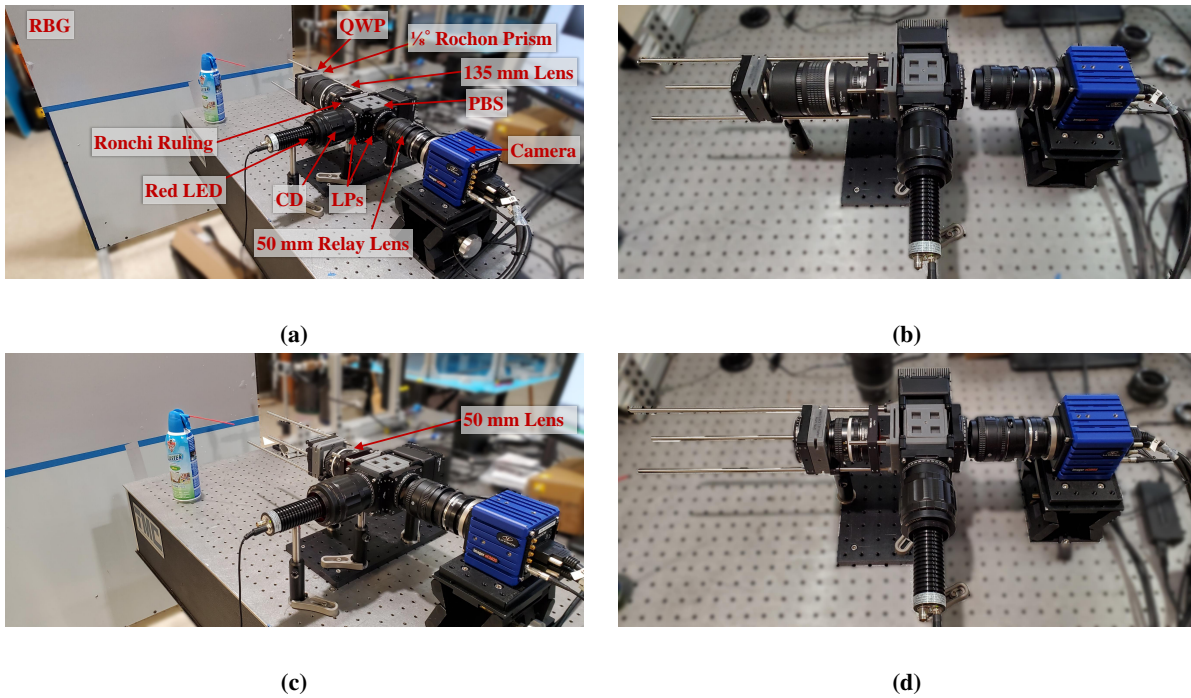 RBG
QWP
⅛° Rochon Prism
135 mm Lens
PBS
Ronchi Ruling
Camera
Red LED
CD
LPs
50 mm Relay Lens
(a)
(b)
50 mm Lens
TMC
(c)
(d)